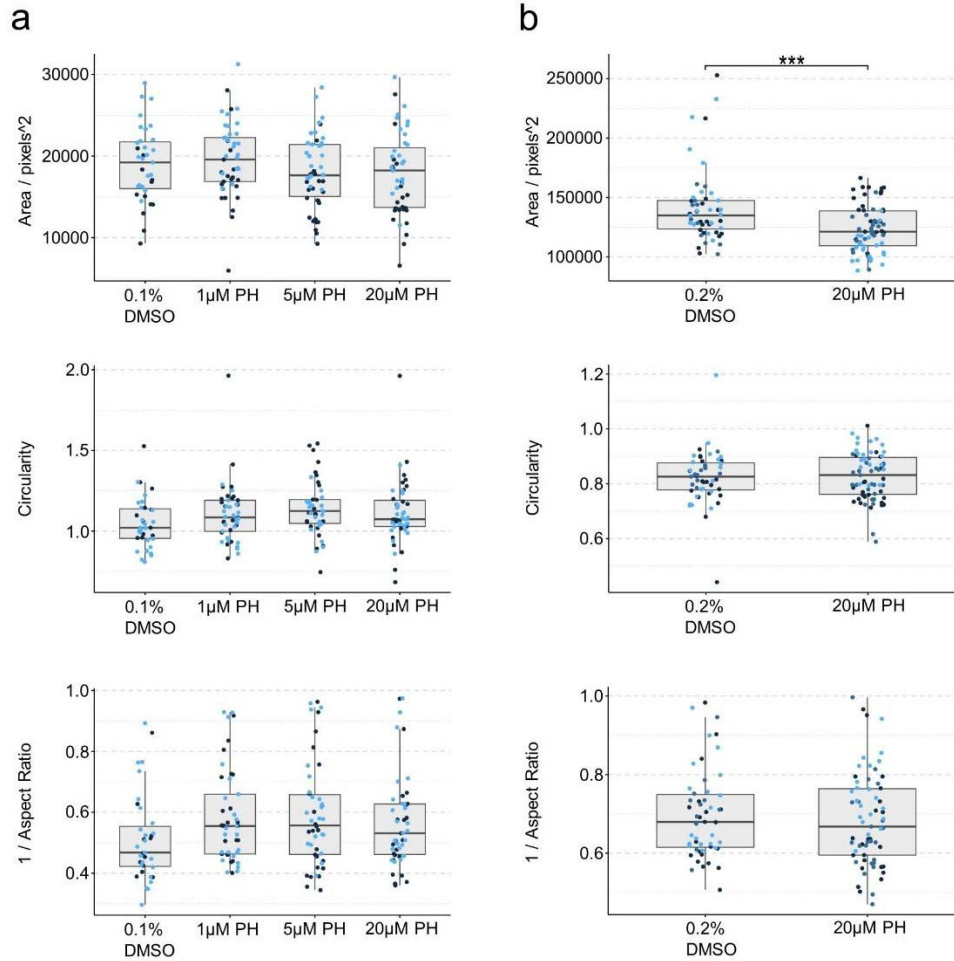 a
Area / pixels^2
30000
20000
10000
0.1% DMSO
1µM PH
5µM PH
20µM PH
b
***
Area / pixels^2
250000
200000
150000
100000
0.2% DMSO
20µM PH
Circularity
2.0
1.5
1.0
0.1% DMSO
1µM PH
5µM PH
20µM PH
Circularity
1.2
1.0
0.8
0.6
0.2% DMSO
20µM PH
1 / Aspect Ratio
1.0
0.8
0.6
0.4
0.1% DMSO
1µM PH
5µM PH
20µM PH
1 / Aspect Ratio
1.0
0.8
0.6
0.2% DMSO
20µM PH